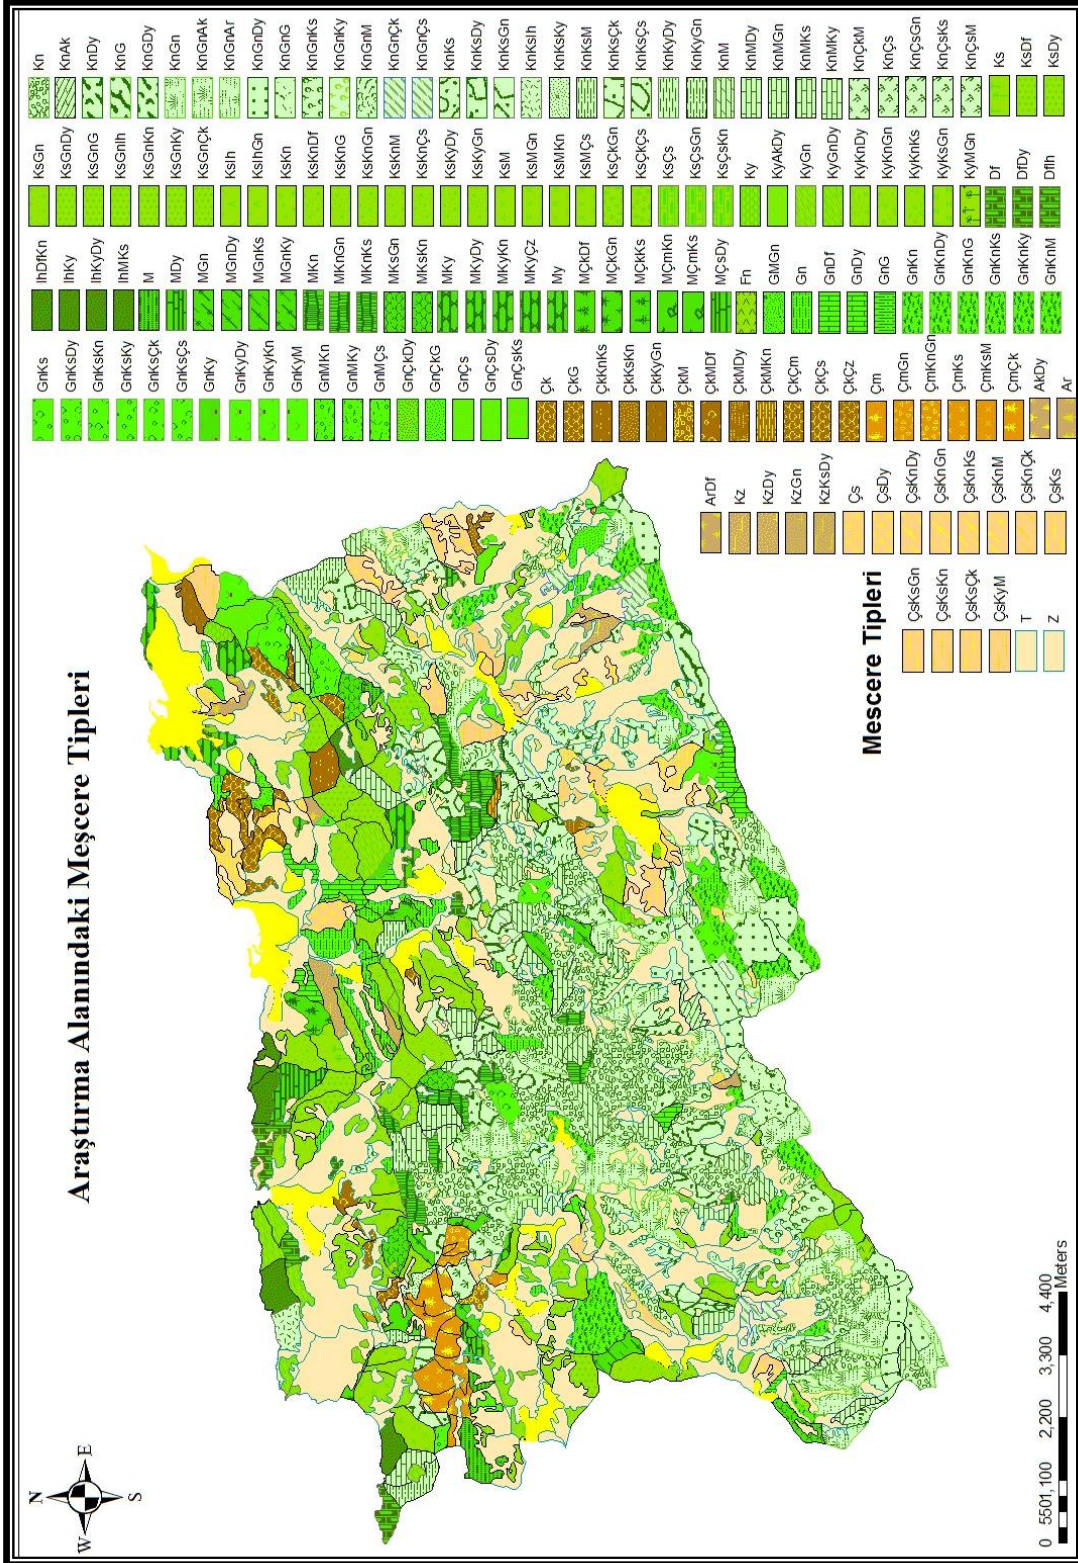 Araştırma Alanındaki Meşcere Tipleri
N
W E
S
Mescere Tipleri
ÇsKsGn
ÇsKsKn
ÇsKsÇk
ÇsKyM
T
Z
ArDf
Kz
KzDy
KzGn
KzKsDy
Çs
ÇsDy
ÇsKnDy
ÇsKnGn
ÇsKnKs
ÇsKnM
ÇsKnÇk
ÇsKs
GnKs
GnKsDy
GnKsKn
GnKsKy
GnKsÇk
GnKsÇs
GnKy
GnKyDy
GnKyKn
GnKyM
GnMKn
GnMKy
GnMÇs
GnÇkDy
GnÇkG
GnÇs
GnÇsDy
GnÇsKs
Çk
ÇkG
ÇkKnKs
ÇkKsKn
ÇkKyGn
ÇkM
ÇkMDf
ÇkMDy
ÇkMKn
ÇkÇm
ÇkÇs
ÇkÇz
Çm
ÇmGn
ÇmKnGn
ÇmKs
ÇmKsM
ÇmÇk
AkDy
Ar
IhDfKn
IhKy
IhKyDy
IhMKs
M
MDy
MGn
MGnDy
MGnKs
MGnKy
MKn
MKnGn
MKnKs
MKsGn
MKsKn
MKy
MKyDy
MKyKn
MKyÇz
My
MÇkDf
MÇkGn
MÇkKs
MÇmKn
MÇmKs
MÇsDy
Fn
GMGn
Gn
GnDf
GnDy
GnG
GnKn
GnKnDy
GnKnG
GnKnKs
GnKnKy
GnKnM
KsGn
KsGnDy
KsGnG
KsGnIh
KsGnKn
KsGnKy
KsGnÇk
KsIh
KsIhGn
KsKn
KsKnDf
KsKnG
KsKnGn
KsKnM
KsKnÇs
KsKyDy
KsKyGn
KsM
KsMGn
KsMKn
KsMÇs
KsÇkGn
KsÇkÇs
KsÇs
KsÇsGn
KsÇsKn
Ky
KyAkDy
KyGn
KyGnDy
KyKnDy
KyKnGn
KyKnKs
KyKsGn
KyMGn
Df
DfDy
DfIh
Kn
KnAk
KnDy
KnG
KnGDy
KnGn
KnGnAk
KnGnAr
KnGnDy
KnGnG
KnGnKs
KnGnKy
KnGnM
KnGnÇk
KnGnÇs
KnKs
KnKsDy
KnKsGn
KnKsIh
KnKsKy
KnKsM
KnKsÇk
KnKsÇs
KnKyDy
KnKyGn
KnM
KnMDy
KnMGn
KnMKs
KnMKy
KnÇkM
KnÇs
KnÇsGn
KnÇsKs
KnÇsM
Ks
KsDf
KsDy
0 5501,100 2,200 3,300 4,400
Meters